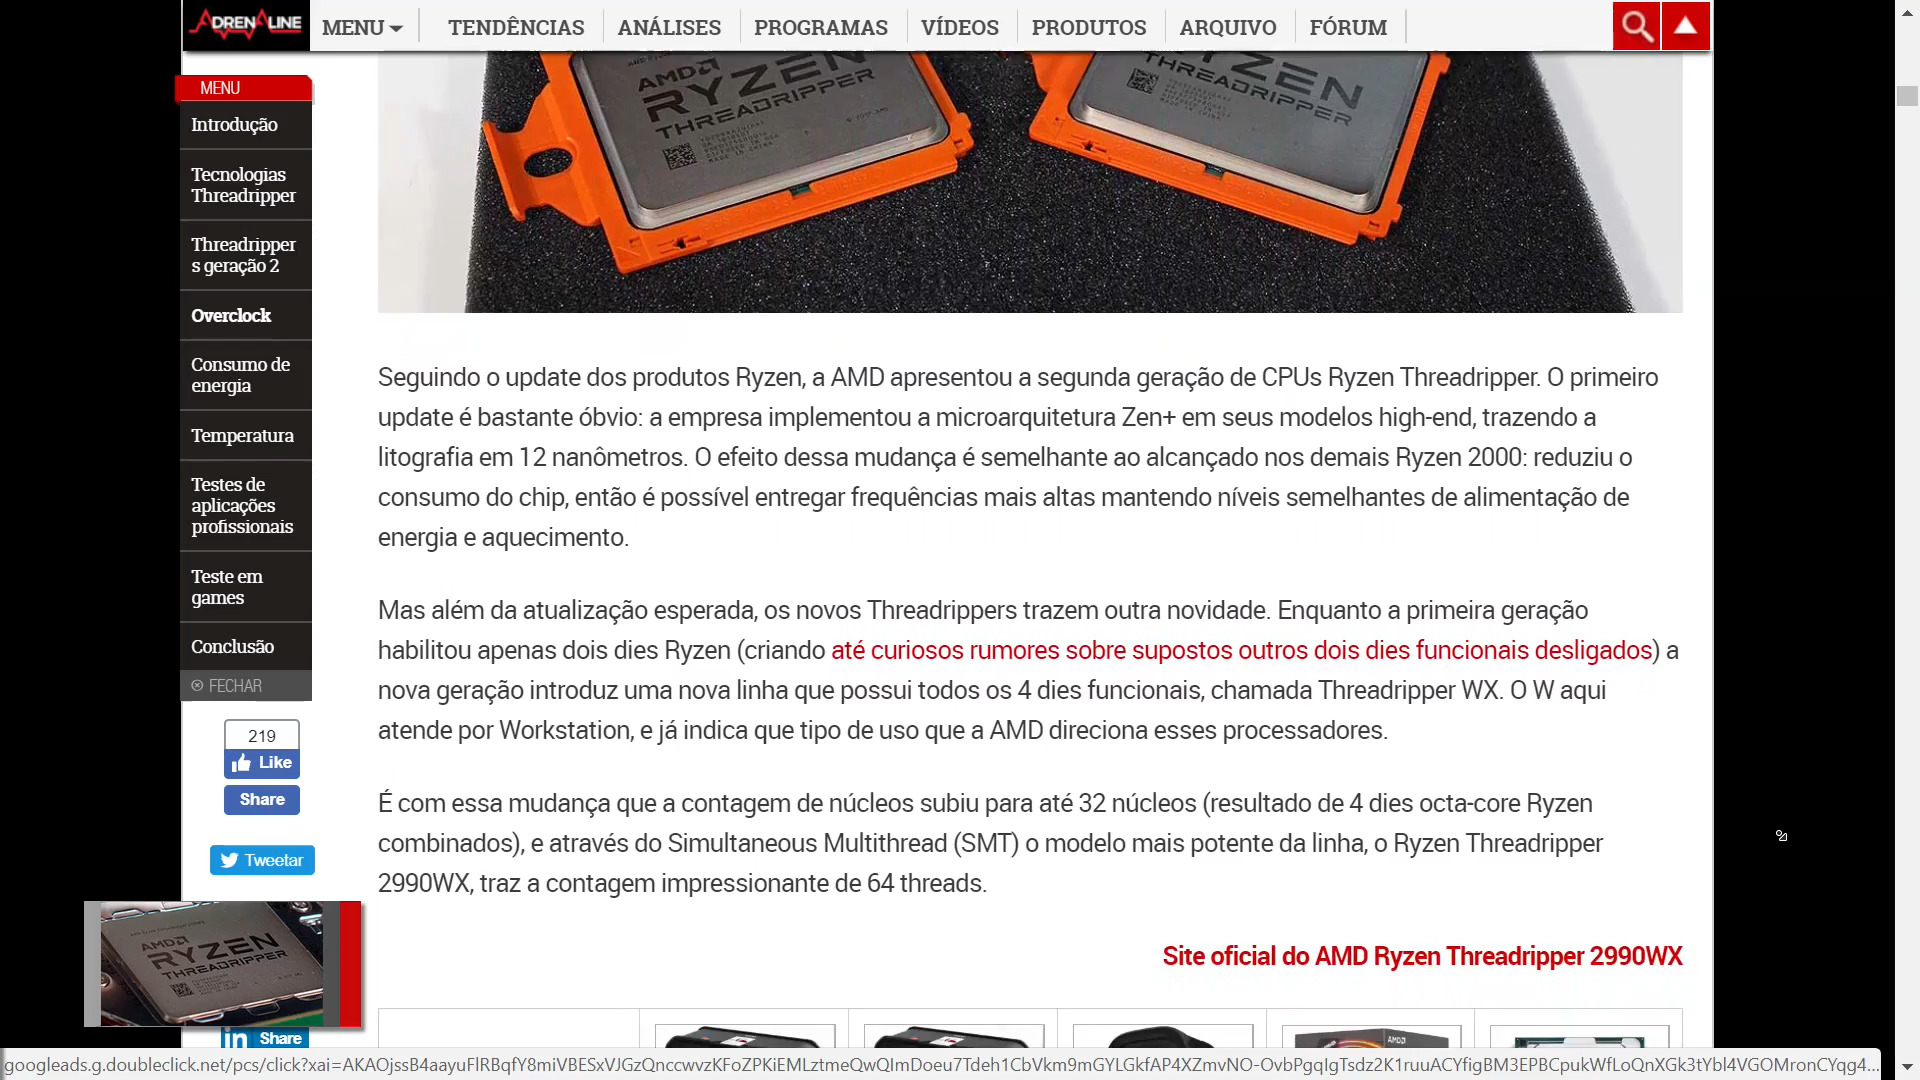 ADRENALINE
MENU
TENDÊNCIAS
ANÁLISES
PROGRAMAS
VÍDEOS
PRODUTOS
ARQUIVO
FÓRUM
MENU
Introdução
Tecnologias
Threadripper
Threadripper
s geração 2
Overclock
Consumo de
energia
Temperatura
Testes de
aplicações
profissionais
Teste em
games
Conclusão
FECHAR
219
Like
Share
Tweetar
AMD
RYZEN
THREADRIPPER
in Share
AMD
RYZEN
THREADRIPPER
RYZEN
THREADRIPPER
Seguindo o update dos produtos Ryzen, a AMD apresentou a segunda geração de CPUs Ryzen Threadripper. O primeiro
update é bastante óbvio: a empresa implementou a microarquitetura Zen+ em seus modelos high-end, trazendo a
litografia em 12 nanômetros. O efeito dessa mudança é semelhante ao alcançado nos demais Ryzen 2000: reduziu o
consumo do chip, então é possível entregar frequências mais altas mantendo níveis semelhantes de alimentação de
energia e aquecimento.
Mas além da atualização esperada, os novos Threadrippers trazem outra novidade. Enquanto a primeira geração
habilitou apenas dois dies Ryzen (criando até curiosos rumores sobre supostos outros dois dies funcionais desligados) a
nova geração introduz uma nova linha que possui todos os 4 dies funcionais, chamada Threadripper WX. O W aqui
atende por Workstation, e já indica que tipo de uso que a AMD direciona esses processadores.
É com essa mudança que a contagem de núcleos subiu para até 32 núcleos (resultado de 4 dies octa-core Ryzen
combinados), e através do Simultaneous Multithread (SMT) o modelo mais potente da linha, o Ryzen Threadripper
2990WX, traz a contagem impressionante de 64 threads.
Site oficial do AMD Ryzen Threadripper 2990WX
AMD